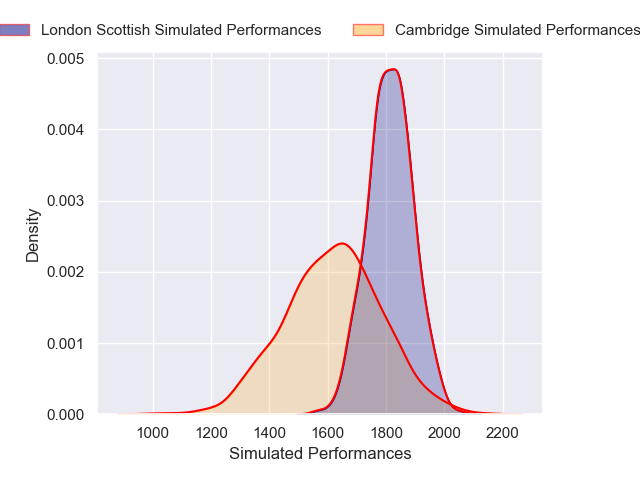 London Scottish Simulated Performances Cambridge Simulated Performances
0.005
0.004
0.003
0.002
0.001
0.000
Density
1000 1200 1400 1600 1800 2000 2200
Simulated Performances